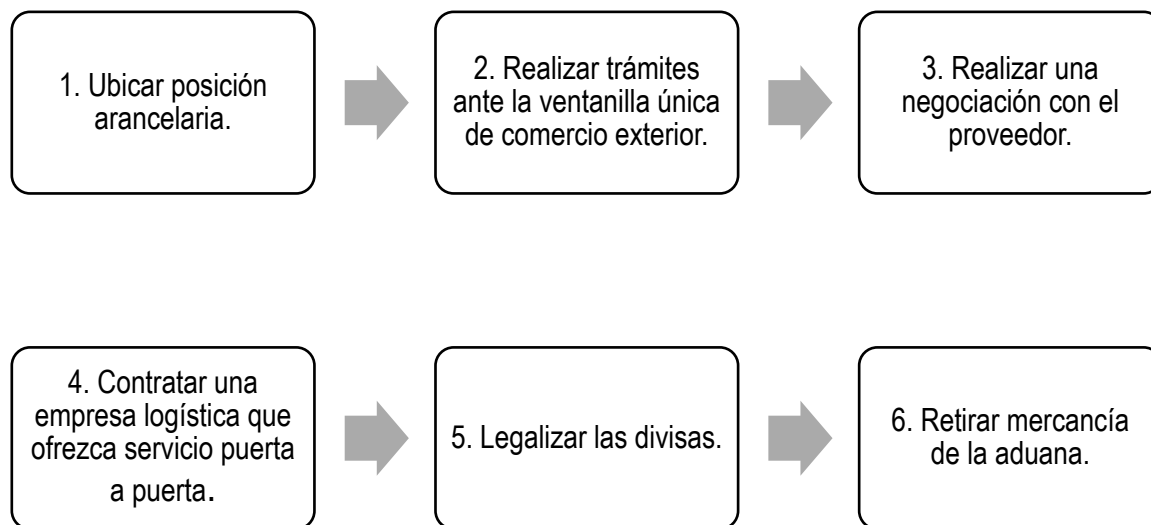 1. Ubicar posición
arancelaria.
2. Realizar trámites
ante la ventanilla única
de comercio exterior.
3. Realizar una
negociación con el
proveedor.
4. Contratar una
empresa logística que
ofrezca servicio puerta
a puerta.
5. Legalizar las divisas.
6. Retirar mercancía
de la aduana.